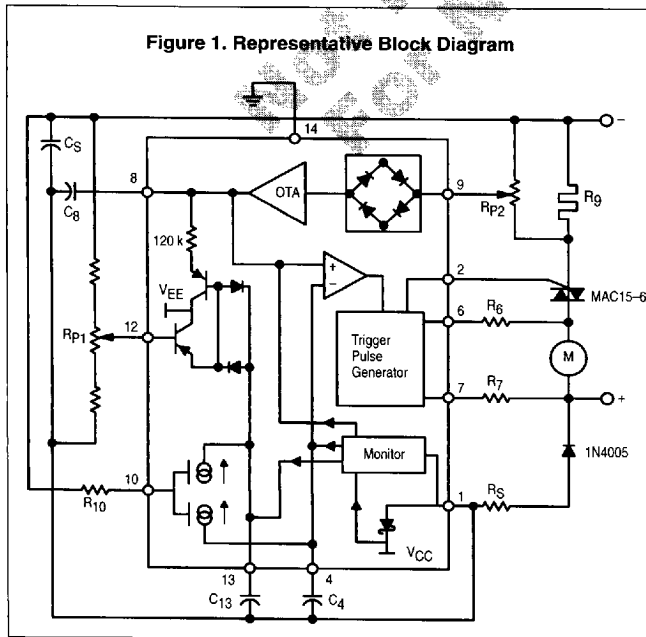 Figure 1. Representative Block Diagram
14
−
CS
C8
8
OTA
9
RP2
R9
120 k
2
VEE
+
−
MAC15–6
12
6
R6
RP1
Trigger
Pulse
Generator
M
7
R7
+
Monitor
1N4005
10
1
RS
R10
VCC
13
4
C13
C4